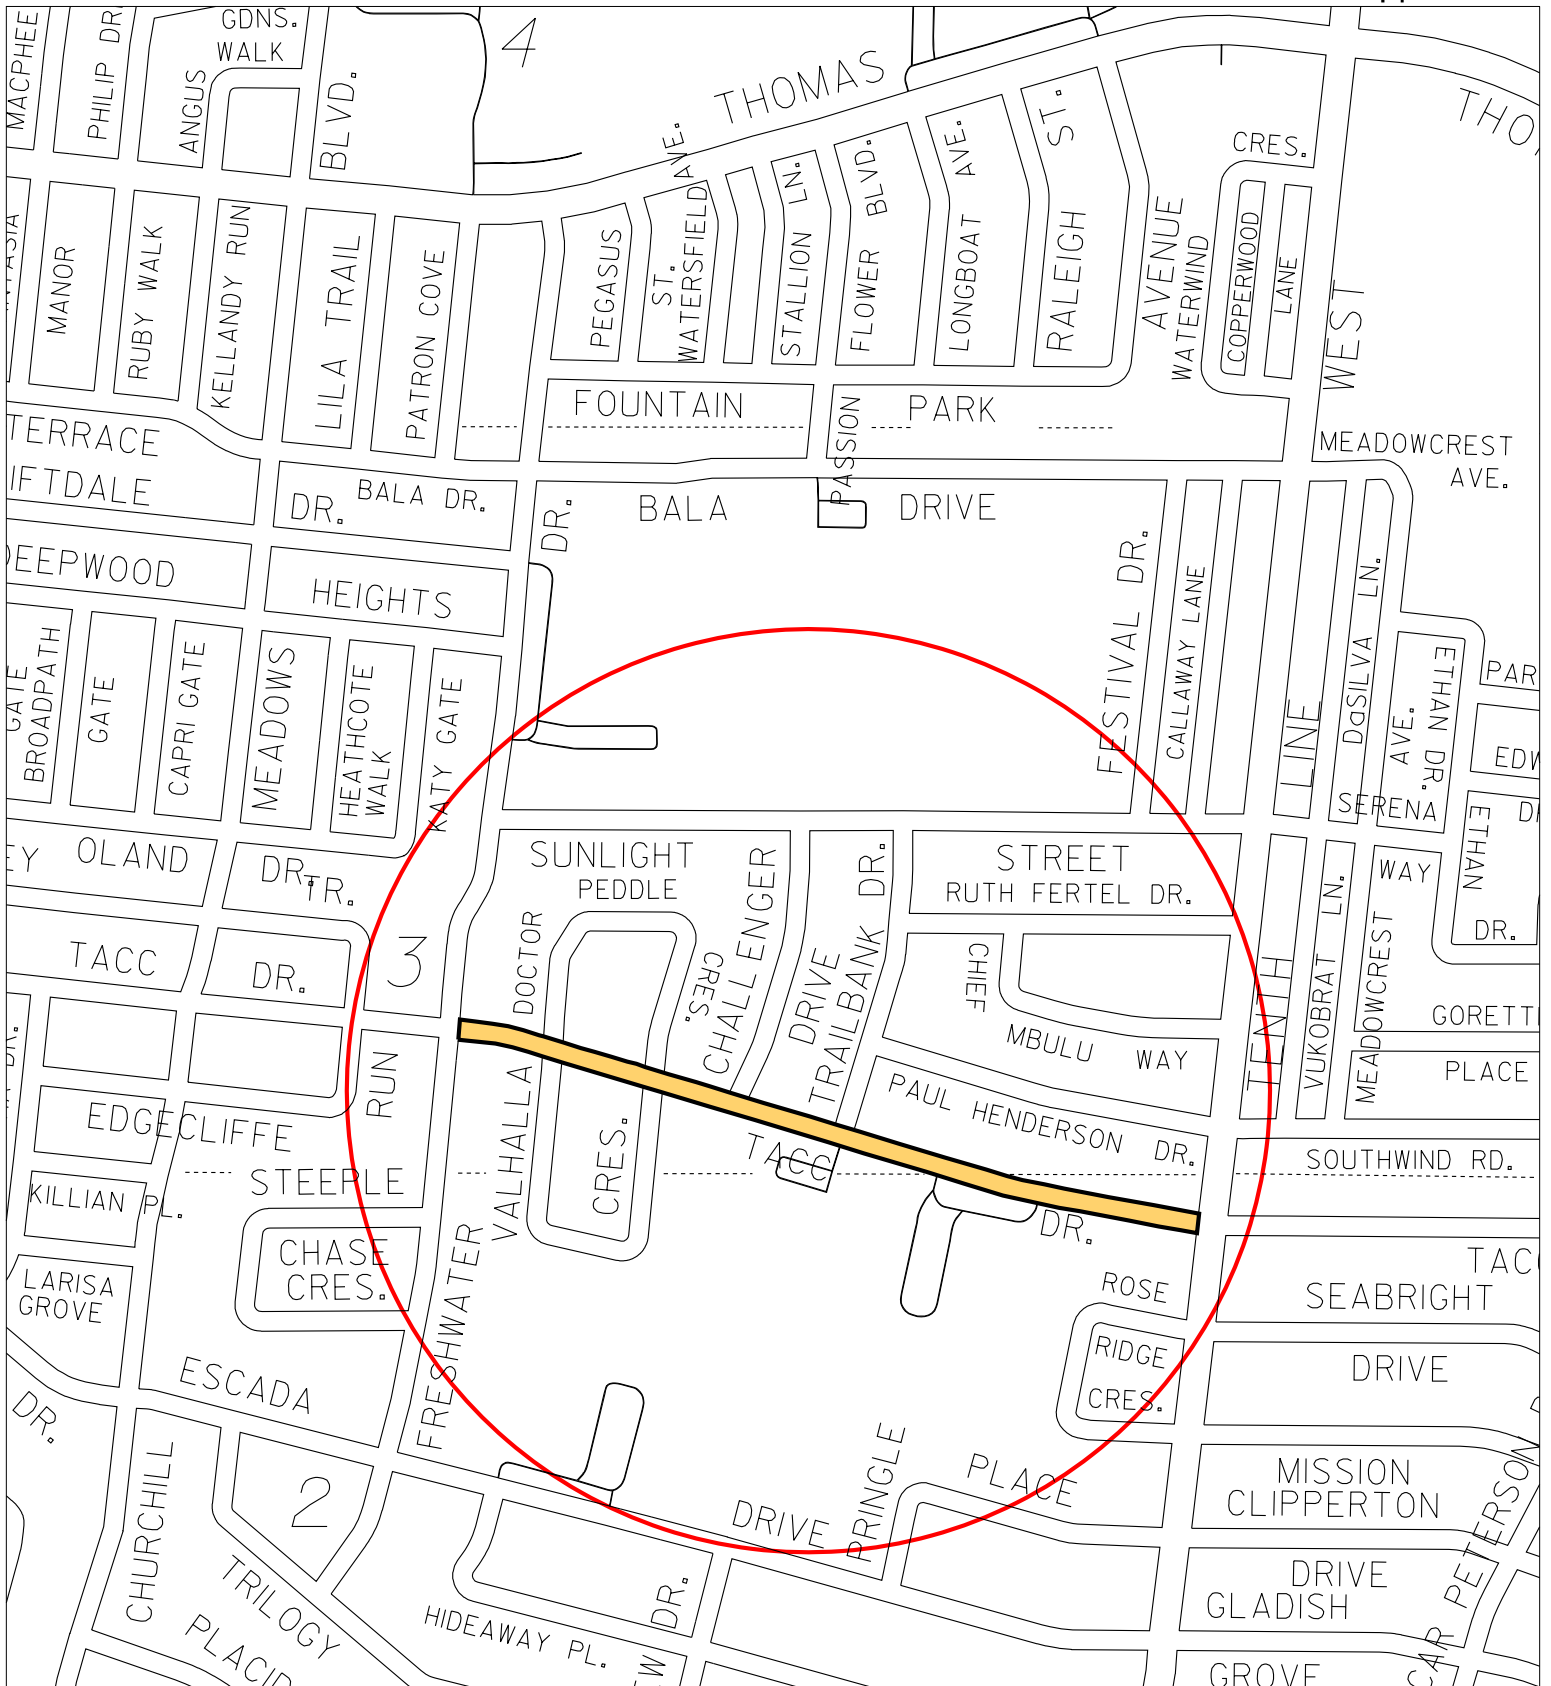 GDNS.
WALK
MACPHEE
PHILIP DR
ANGUS
BLVD.
4
THOMAS
AVE.
ST.
WATERSFIELD
PEGASUS
STALLION LN.
FLOWER BLVD.
LONGBOAT AVE.
RALEIGH ST.
AVENUE
WATERWIND
CRES.
COPPERWOOD
LANE
WEST
MANOR
RUBY WALK
KELLANDY RUN
LILA TRAIL
PATRON COVE
FOUNTAIN
PARK
PASSION
MEADOWCREST
AVE.
TERRACE
IFTDALE
DR.
BALA DR.
DR.
BALA
DRIVE
DEEPWOOD
HEIGHTS
FESTIVAL DR.
CALLAWAY LANE
LINE
DaSILVA LN.
AVE.
ETHAN DR.
PAR
EDW
SERENA
WAY
ETHAN
DR.
GATE
BROADPATH
GATE
CAPRI GATE
MEADOWS
HEATHCOTE
WALK
KATY GATE
EY
OLAND
DR.
TR.
SUNLIGHT
STREET
PEDDLE
RUTH FERTEL DR.
DOCTOR
CRES.
CHALLENGER
DRIVE
TRAILBANK DR.
CHIEF
MBULU WAY
TENTH
VUKOBRAT LN.
MEADOWCREST
GORETTI
PLACE
TACC
DR.
3
RUN
PAUL HENDERSON DR.
EDGECLIFFE
STEEPLE
TACC
DR.
SOUTHWIND RD.
KILLIAN PL.
VALHALLA
CRES.
CHASE
CRES.
LARISA
GROVE
FRESHWATER
ROSE
RIDGE
CRES.
TACC
SEABRIGHT
DRIVE
ESCADA
DR.
CHURCHILL
2
DRIVE
PRINGLE
PLACE
MISSION
CLIPPERTON
DRIVE
GLADISH
GROVE
CAR PETERSON
TRILOGY
PLACID
HIDEAWAY PL.
DR.
EW